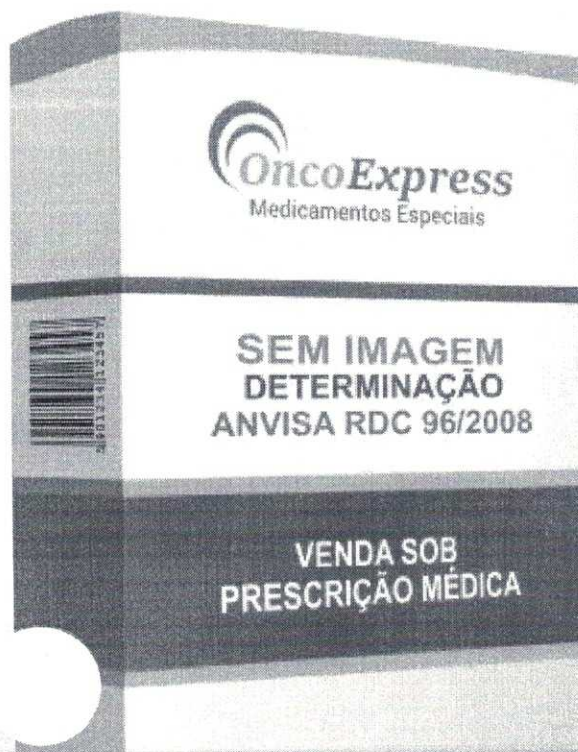 OncoExpress
Medicamentos Especiais
SEM IMAGEM
DETERMINAÇÃO
ANVISA RDC 96/2008
VENDA SOB
PRESCRIÇÃO MÉDICA